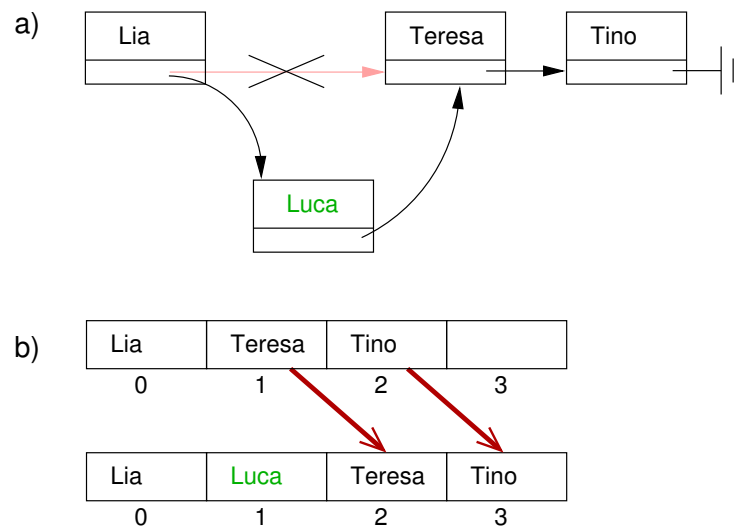 a)
Lia Teresa Tino
Luca
b)
Lia Teresa Tino
0 1 2 3
Lia Luca Teresa Tino
0 1 2 3